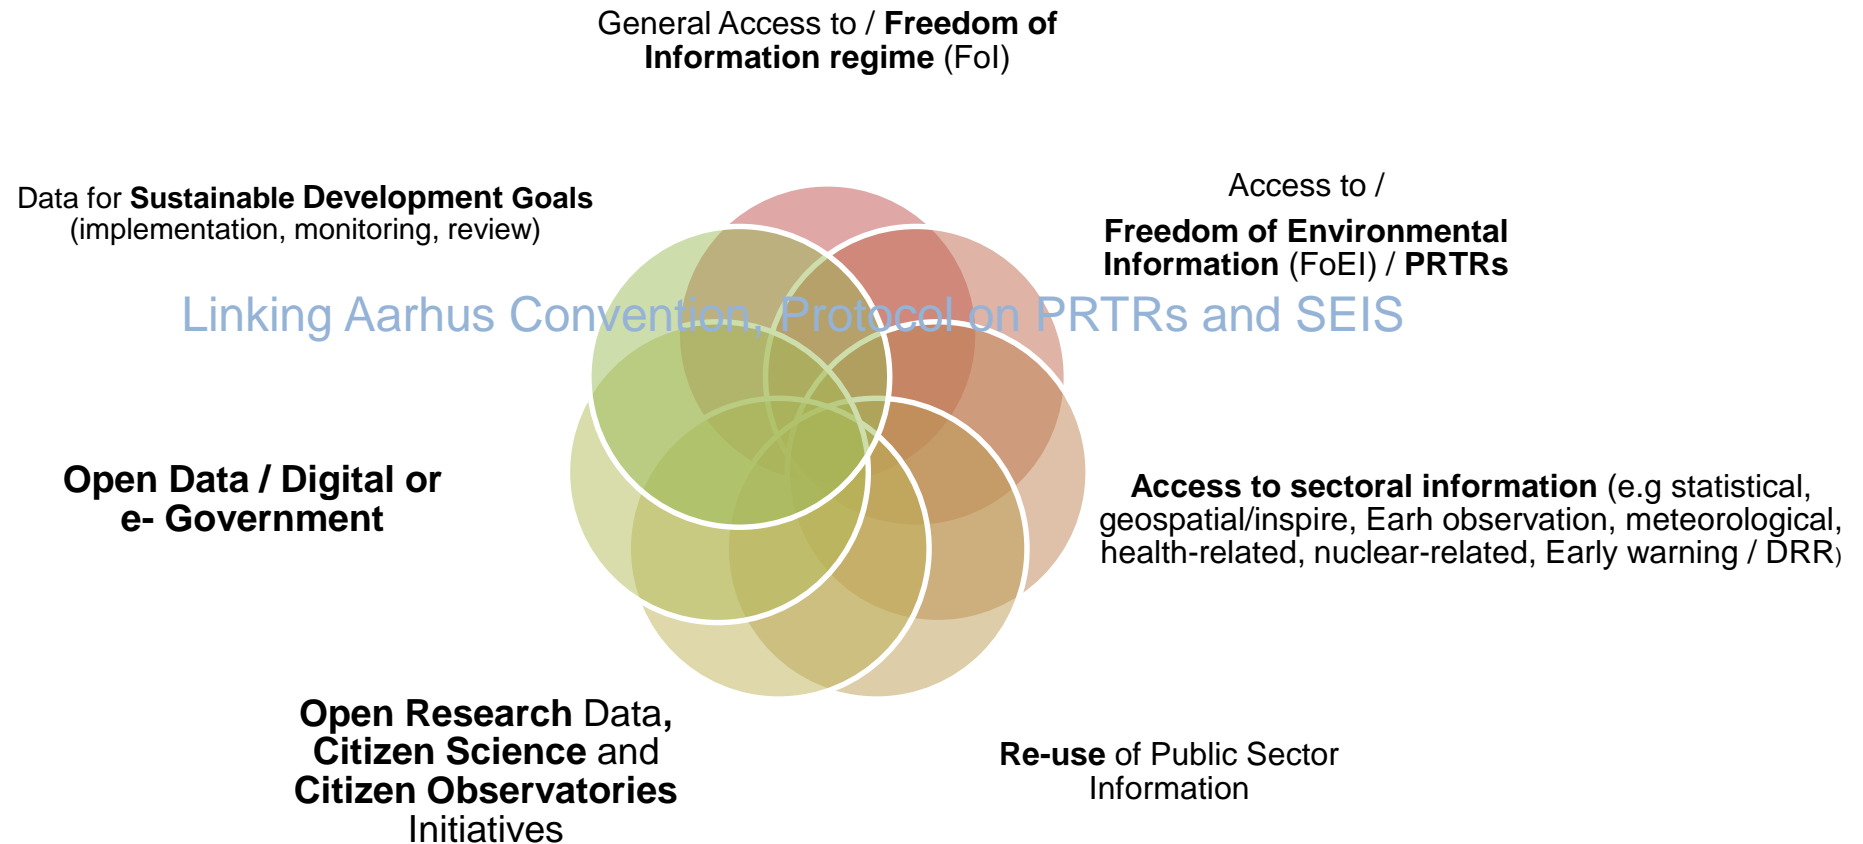 General Access to / Freedom of
Information regime (FoI)
Data for Sustainable Development Goals
(implementation, monitoring, review)
Access to /
Freedom of Environmental
Information (FoEI) / PRTRs
Linking Aarhus Convention, Protocol on PRTRs and SEIS
Open Data / Digital or
e- Government
Access to sectoral information (e.g statistical,
geospatial/inspire, Earh observation, meteorological,
health-related, nuclear-related, Early warning / DRR)
Open Research Data,
Citizen Science and
Citizen Observatories
Initiatives
Re-use of Public Sector
Information